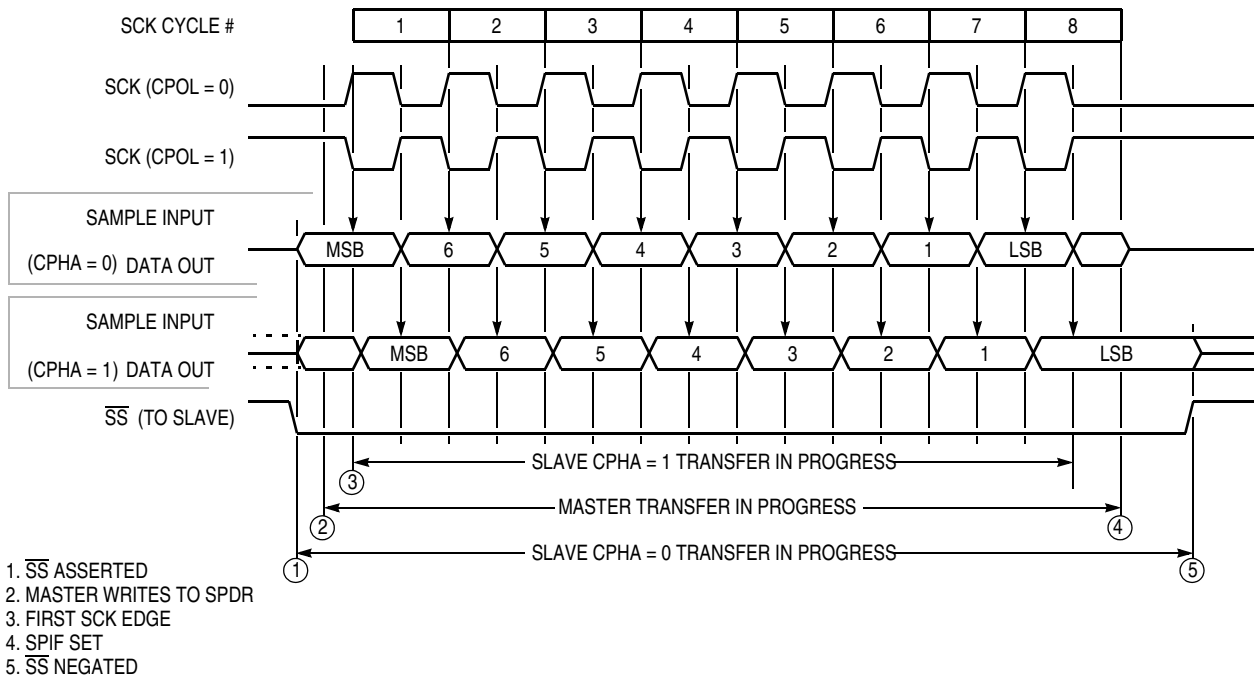 SCK CYCLE # 1 2 3 4 5 6 7 8
SCK (CPOL = 0)
SCK (CPOL = 1)
SAMPLE INPUT
(CPHA = 0) DATA OUT MSB 6 5 4 3 2 1 LSB
SAMPLE INPUT
(CPHA = 1) DATA OUT MSB 6 5 4 3 2 1 LSB
SS (TO SLAVE)
SLAVE CPHA = 1 TRANSFER IN PROGRESS
3
MASTER TRANSFER IN PROGRESS
2 4
SLAVE CPHA = 0 TRANSFER IN PROGRESS
1 5
1. SS ASSERTED
2. MASTER WRITES TO SPDR
3. FIRST SCK EDGE
4. SPIF SET
5. SS NEGATED